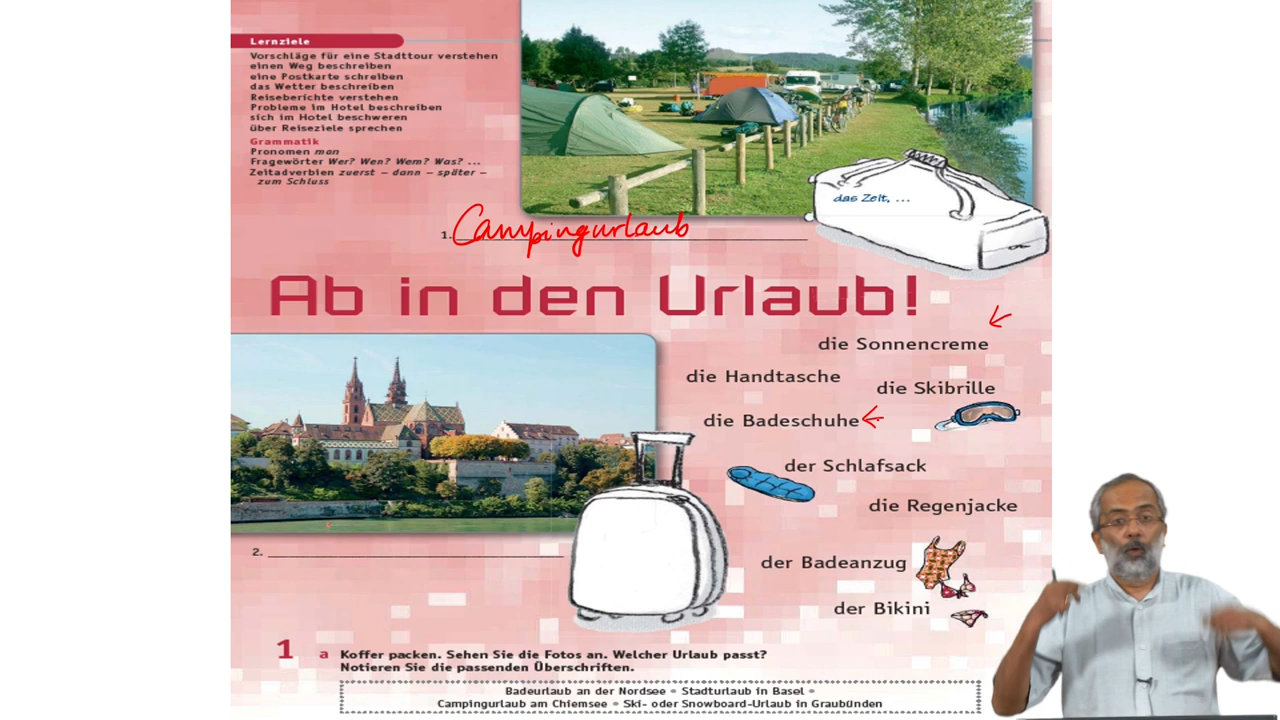 Lernziele
Vorschläge für eine Stadttour verstehen
einen Weg beschreiben
eine Postkarte schreiben
das Wetter beschreiben
Reiseberichte verstehen
Probleme im Hotel beschreiben
sich im Hotel beschweren
über Reiseziele sprechen
Grammatik
Pronomen man
Fragewörter Wer? Wen? Wem? Was? ...
Zeitadverbien zuerst – dann – später –
zum Schluss
das Zelt, ...
1. Campingurlaub
Ab in den Urlaub!
die Sonnencreme
die Handtasche
die Skibrille
die Badeschuhe
der Schlafsack
die Regenjacke
2.
der Badeanzug
der Bikini
1 a Koffer packen. Sehen Sie die Fotos an. Welcher Urlaub passt?
Notieren Sie die passenden Überschriften.
Badeurlaub an der Nordsee • Stadturlaub in Basel •
Campingurlaub am Chiemsee • Ski- oder Snowboard-Urlaub in Graubünden